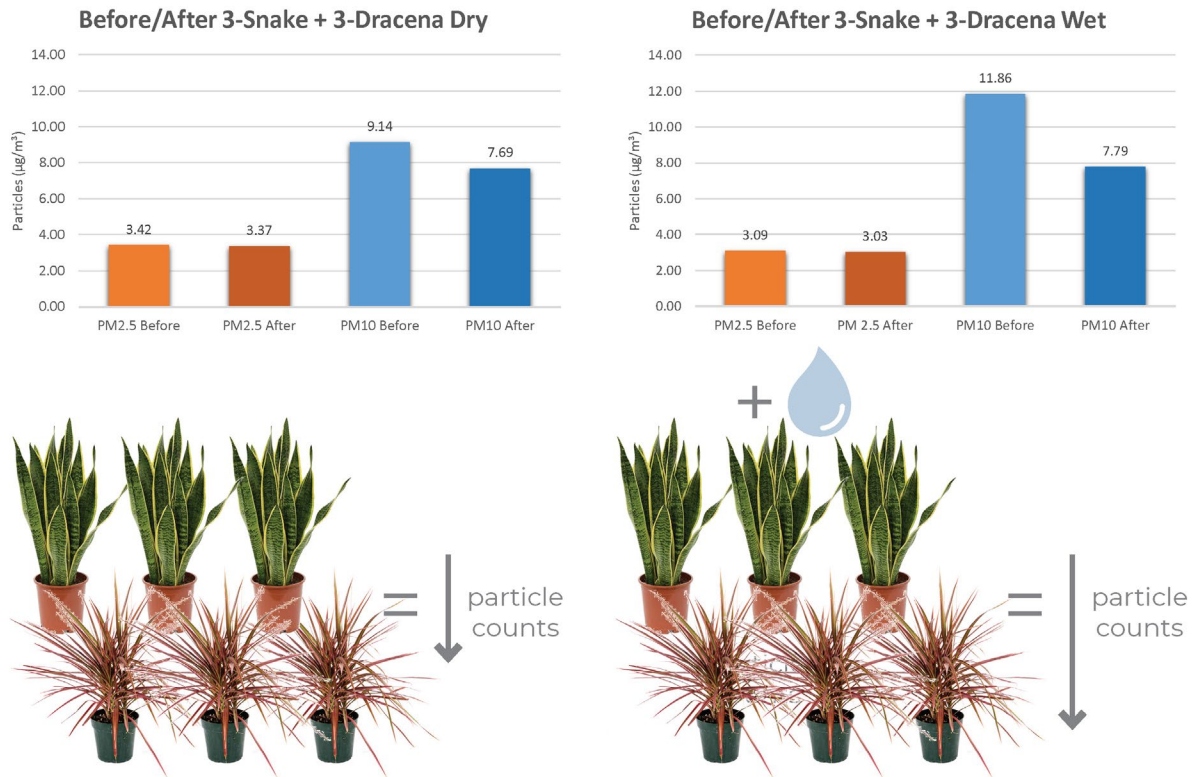 Before/After 3-Snake + 3-Dracena Dry
14.00
12.00
10.00
8.00
6.00
4.00
2.00
0.00
Particles (µg/m³)
3.42
3.37
9.14
7.69
PM2.5 Before
PM2.5 After
PM10 Before
PM10 After
Before/After 3-Snake + 3-Dracena Wet
14.00
12.00
10.00
8.00
6.00
4.00
2.00
0.00
Particles (µg/m³)
3.09
3.03
11.86
7.79
PM2.5 Before
PM 2.5 After
PM10 Before
PM10 After
+
=
particle
counts
=
particle
counts